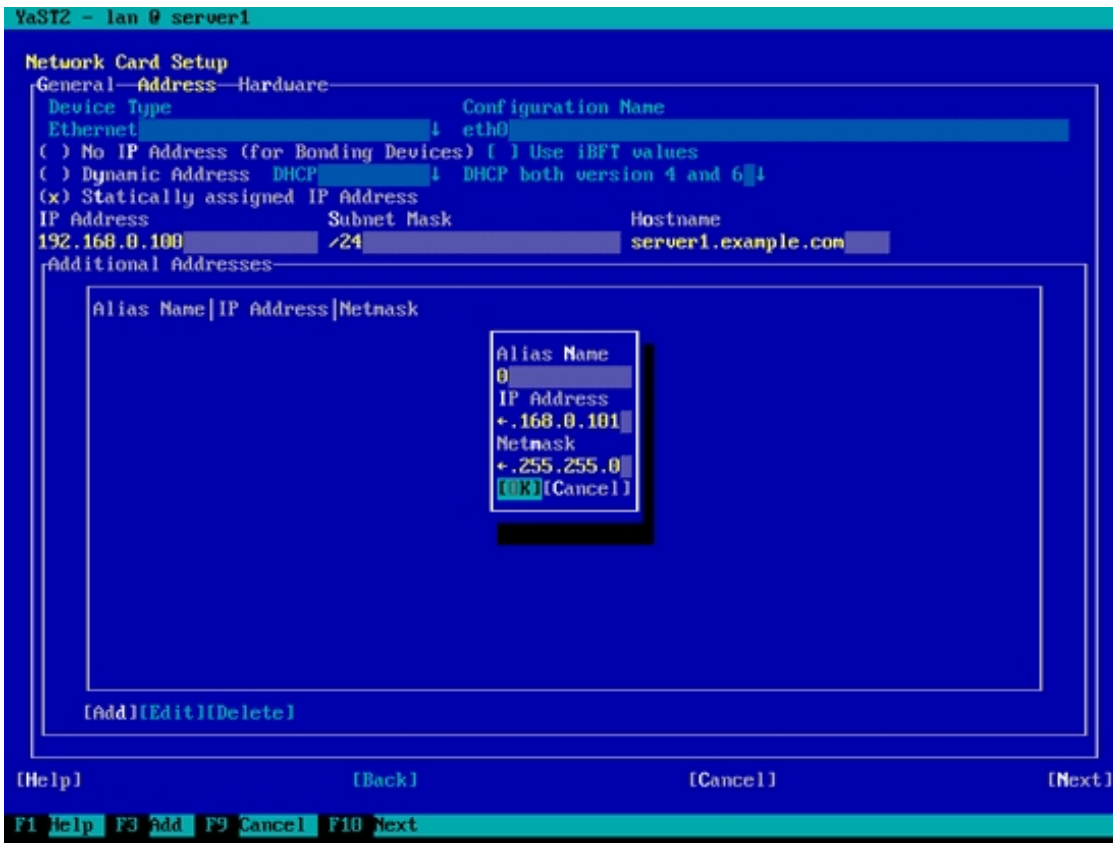 YaST2 - lan @ server1
Network Card Setup
General Address Hardware
Device Type Configuration Name
Ethernet ↓ eth0
( ) No IP Address (for Bonding Devices) [ ] Use iBFT values
( ) Dynamic Address DHCP ↓ DHCP both version 4 and 6 ↓
(x) Statically assigned IP Address
IP Address Subnet Mask Hostname
192.168.0.100 /24 server1.example.com
Additional Addresses
Alias Name|IP Address|Netmask
Alias Name
0
IP Address
←.168.0.101
Netmask
←.255.255.0
[OK][Cancel]
[Add][Edit][Delete]
[Help] [Back] [Cancel] [Next]
F1 Help F3 Add F9 Cancel F10 Next